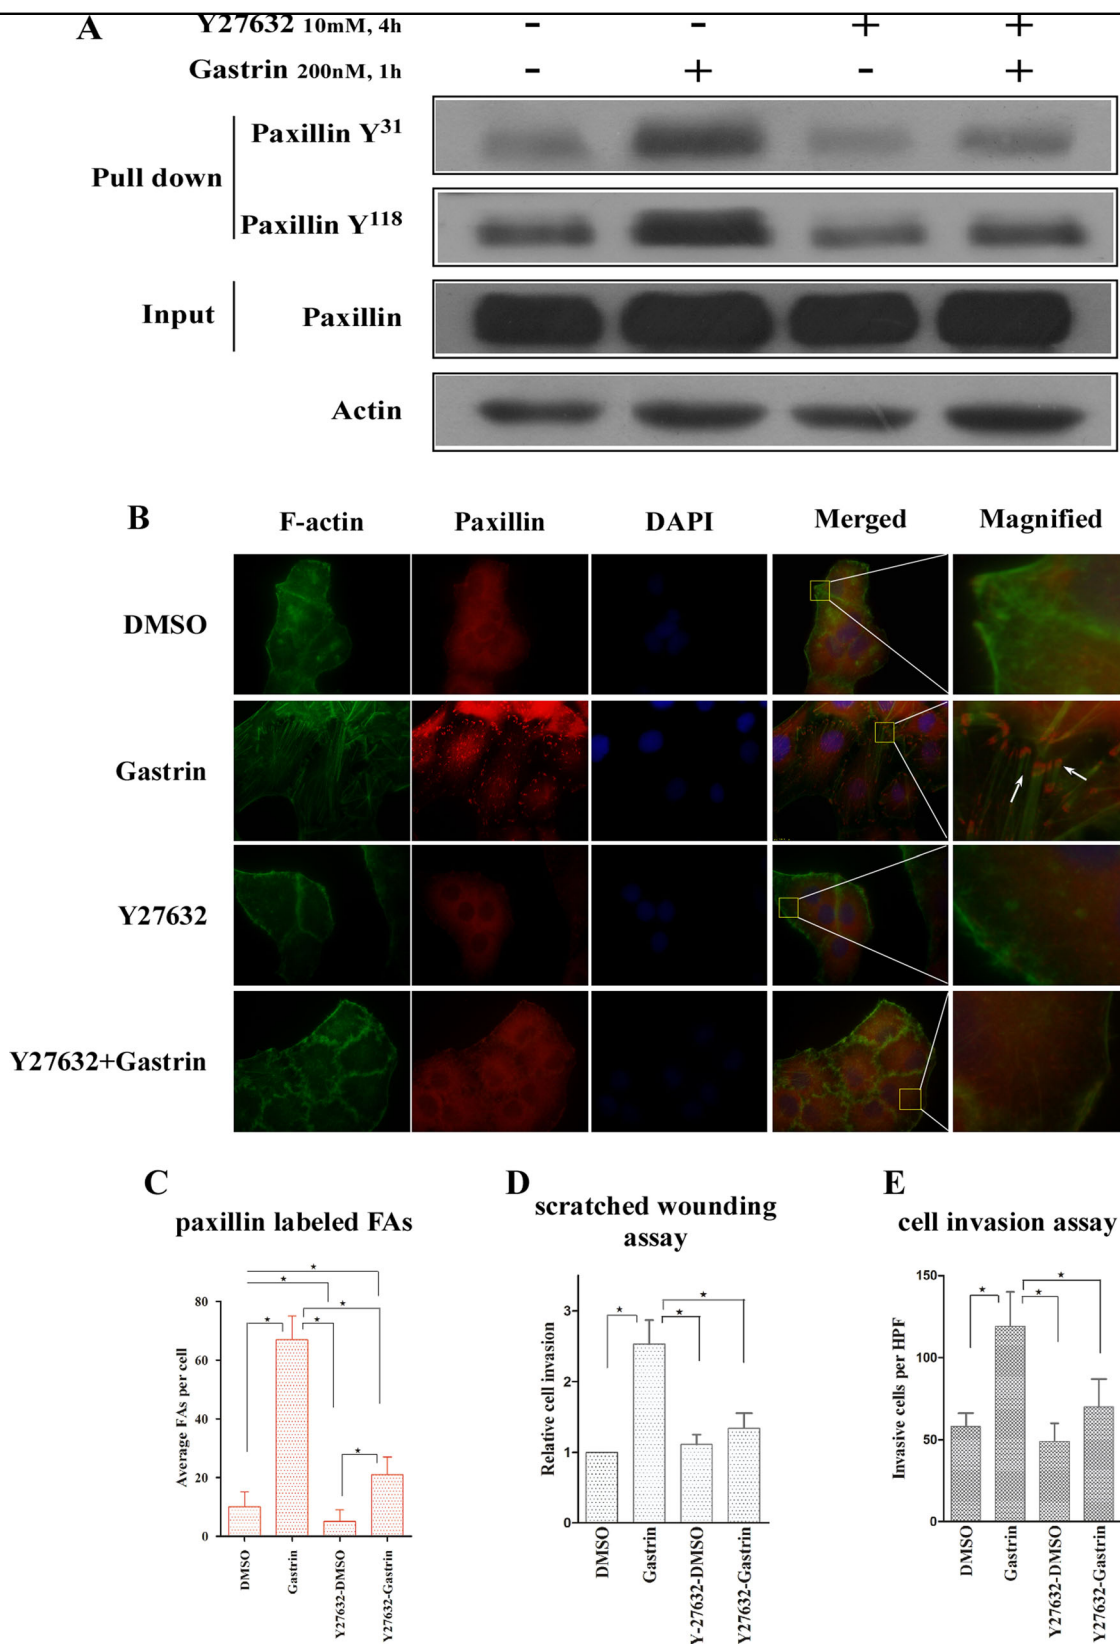 A
Y27632 10mM, 4h - - + +
Gastrin 200nM, 1h - + - +
Pull down
Paxillin Y31
Paxillin Y118
Input
Paxillin
Actin
B
F-actin Paxillin DAPI Merged Magnified
DMSO
Gastrin
Y27632
Y27632+Gastrin
C
paxillin labeled FAs
* 
*
*
* *
*
Average FAs per cell
80
60
40
20
0
DMSO
Gastrin
Y27632-DMSO
Y27632-Gastrin
D
scratched wounding
assay
*
* *
Relative cell invasion
3
2
1
0
DMSO
Gastrin
Y-27632-DMSO
Y27632-Gastrin
E
cell invasion assay
*
* *
Invasive cells per HPF
150
100
50
0
DMSO
Gastrin
Y27632-DMSO
Y27632-Gastrin